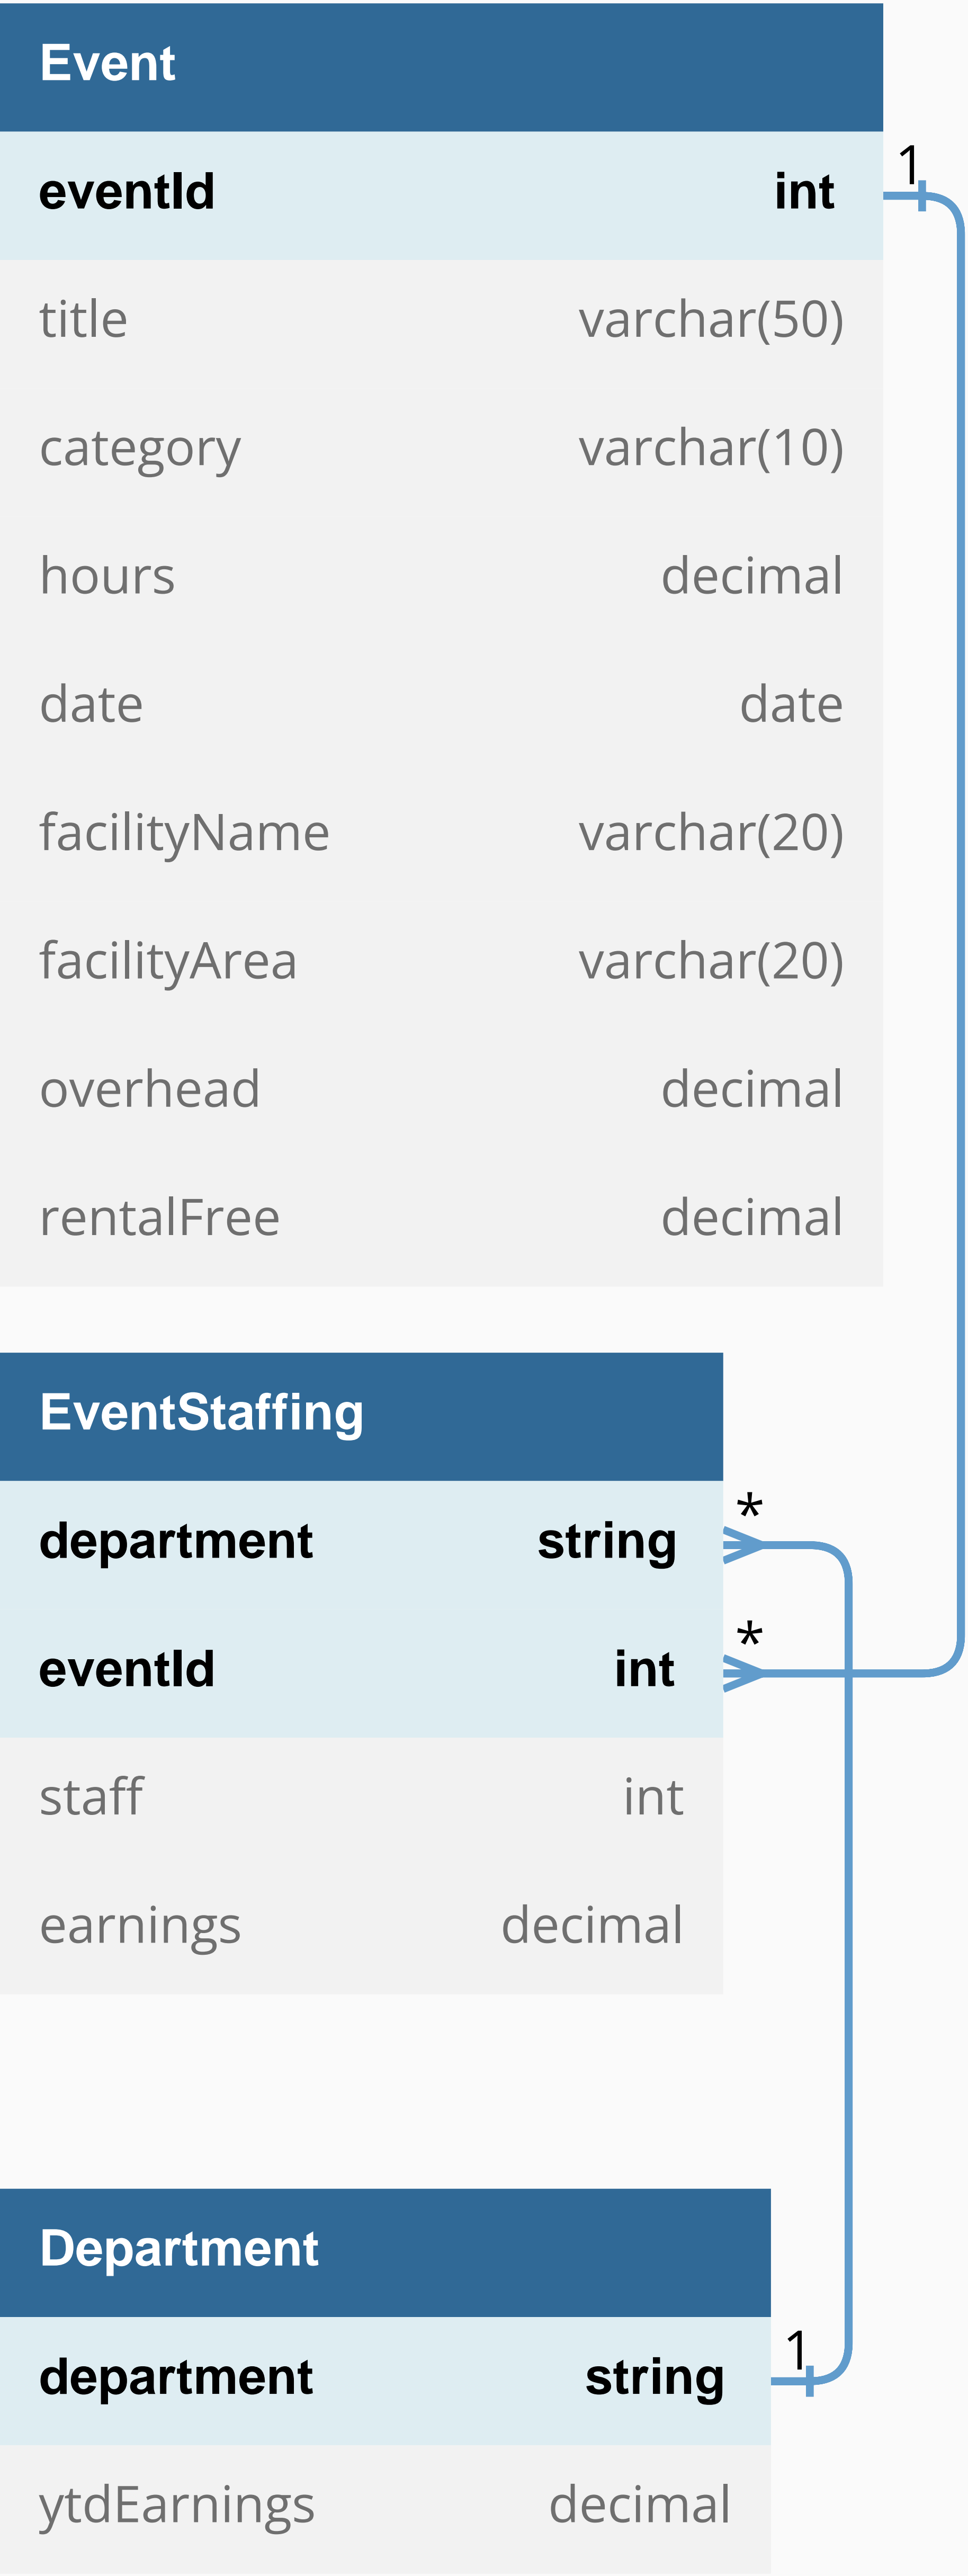 Event
1
eventId int
title varchar(50)
category varchar(10)
hours decimal
date date
facilityName varchar(20)
facilityArea varchar(20)
overhead decimal
rentalFree decimal
EventStaffing
*
department string
*
eventId int
staff int
earnings decimal
Department
1
department string
ytdEarnings decimal